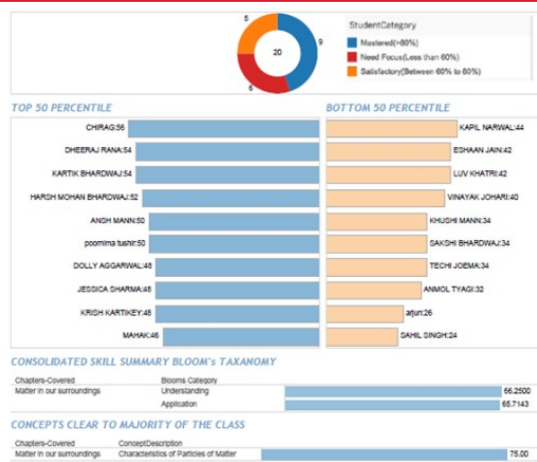 5
9
20
6
StudentCategory
Mastered(>80%)
Need Focus(Less than 60%)
Satisfactory(Between 60% to 80%)
TOP 50 PERCENTILE
CHIRAG:56
DHEERAJ RANA:54
KARTIK BHARDWAJ:54
HARSH MOHAN BHARDWAJ:52
ANSH MANN:50
poornima tushir:50
DOLLY AGGARWAL:48
JESSICA SHARMA:48
KRISH KARTIKEY:48
MAHAK:46
BOTTOM 50 PERCENTILE
KAPIL NARWAL:44
ESHAAN JAIN:42
LUV KHATRI:42
VINAYAK JOHARI:40
KHUSHI MANN:34
SAKSHI BHARDWAJ:34
TECHI JOEMA:34
ANMOL TYAGI:32
arjun:26
SAHIL SINGH:24
CONSOLIDATED SKILL SUMMARY BLOOM's TAXANOMY
Chapters-Covered Blooms Category
Matter in our surroundings Understanding 66.2500
Application 65.7143
CONCEPTS CLEAR TO MAJORITY OF THE CLASS
Chapters-Covered ConceptDescription
Matter in our surroundings Characteristics of Particles of Matter 75.00